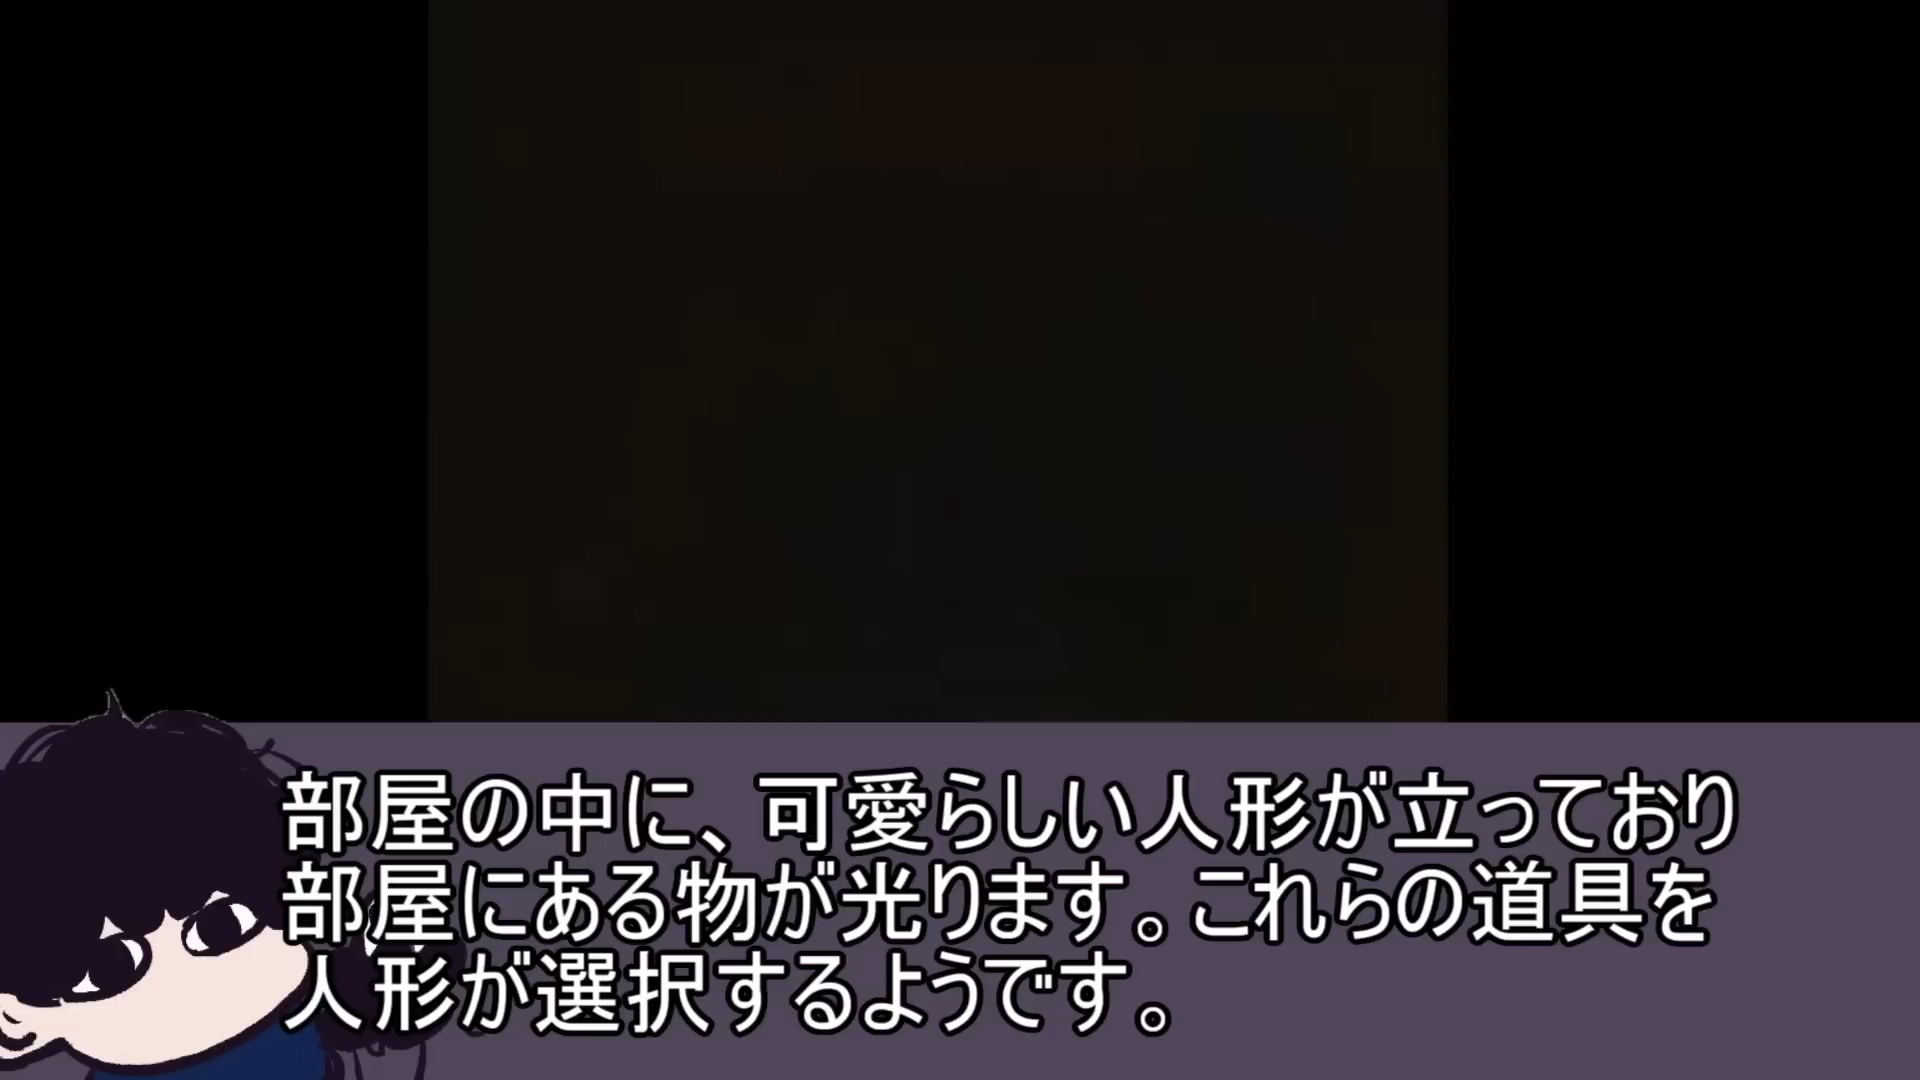 部屋の中に、可愛らしい人形が立っており
部屋にある物が光ります。これらの道具を
人形が選択するようです。